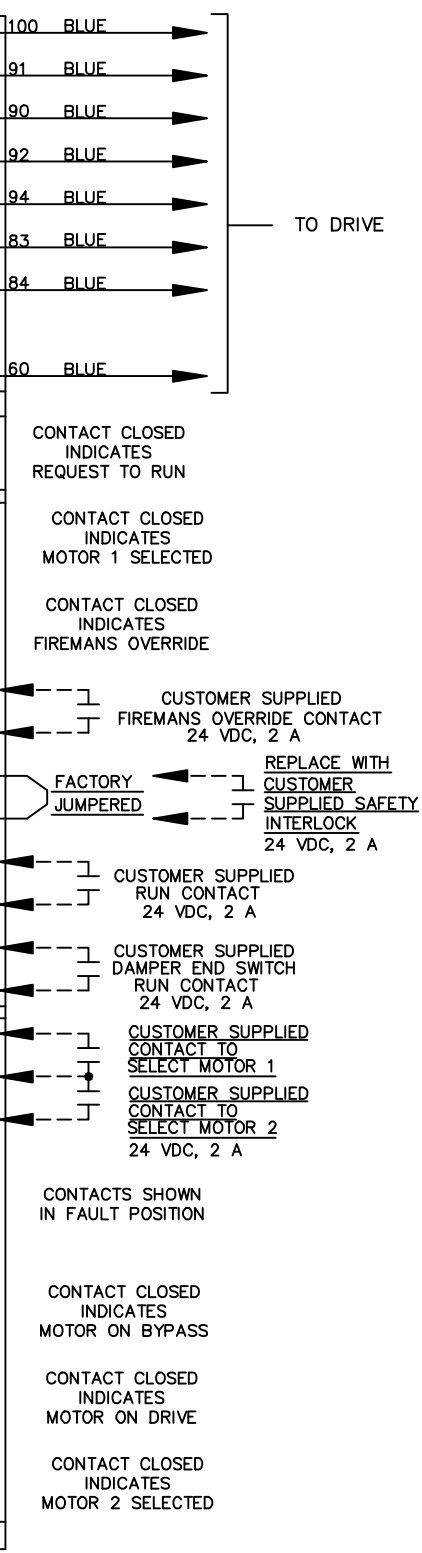 100 BLUE
91 BLUE
90 BLUE
92 BLUE
94 BLUE
TO DRIVE
83 BLUE
84 BLUE
60 BLUE
CONTACT CLOSED
INDICATES
REQUEST TO RUN
CONTACT CLOSED
INDICATES
MOTOR 1 SELECTED
CONTACT CLOSED
INDICATES
FIREMANS OVERRIDE
CUSTOMER SUPPLIED
FIREMANS OVERRIDE CONTACT
24 VDC, 2 A
FACTORY
JUMPERED
REPLACE WITH
CUSTOMER
SUPPLIED SAFETY
INTERLOCK
24 VDC, 2 A
CUSTOMER SUPPLIED
RUN CONTACT
24 VDC, 2 A
CUSTOMER SUPPLIED
DAMPER END SWITCH
RUN CONTACT
24 VDC, 2 A
CUSTOMER SUPPLIED
CONTACT TO
SELECT MOTOR 1
CUSTOMER SUPPLIED
CONTACT TO
SELECT MOTOR 2
24 VDC, 2 A
CONTACTS SHOWN
IN FAULT POSITION
CONTACT CLOSED
INDICATES
MOTOR ON BYPASS
CONTACT CLOSED
INDICATES
MOTOR ON DRIVE
CONTACT CLOSED
INDICATES
MOTOR 2 SELECTED